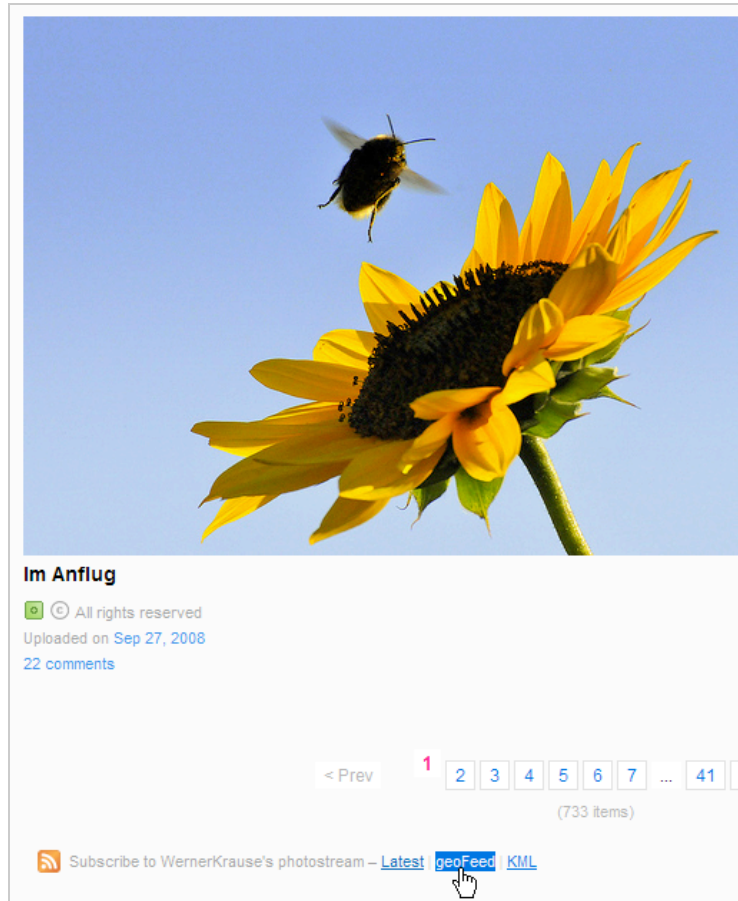 Im Anflug
© All rights reserved
Uploaded on Sep 27, 2008
22 comments
< Prev 1 2 3 4 5 6 7 ... 41
(733 items)
Subscribe to WernerKrause's photostream – Latest | geoFeed | KML